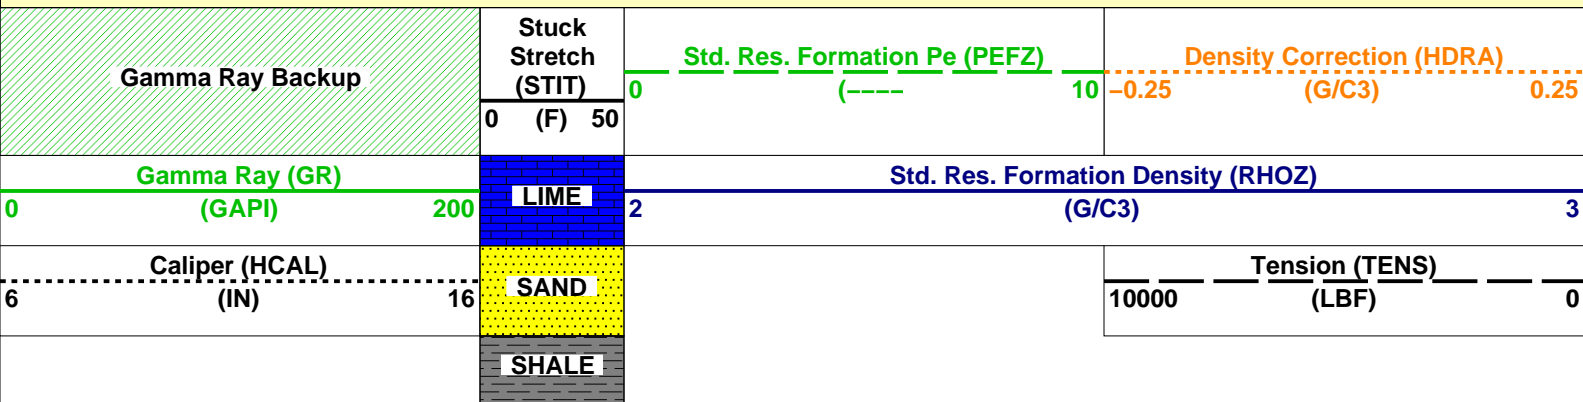 Gamma Ray Backup
Stuck
Stretch
(STIT)
0 (F) 50
Std. Res. Formation Pe (PEFZ)
0 (−−−− 10
Density Correction (HDRA)
−0.25 (G/C3) 0.25
Gamma Ray (GR)
0 (GAPI) 200
LIME
Std. Res. Formation Density (RHOZ)
2 (G/C3) 3
Caliper (HCAL)
6 (IN) 16
SAND
Tension (TENS)
10000 (LBF) 0
SHALE